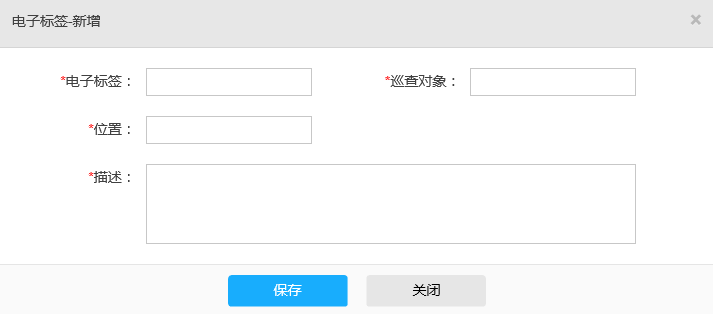 电子标签-新增 ×
*电子标签： *巡查对象：
*位置：
*描述：
保存 关闭